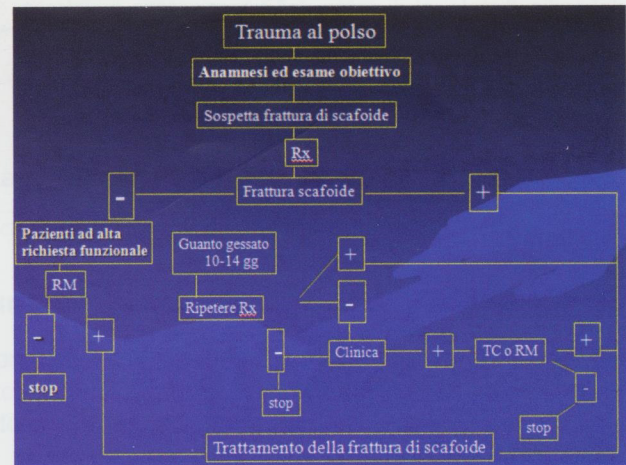 Trauma al polso
Anamnesi ed esame obiettivo
Sospetta frattura di scafoide
Rx
- Frattura scafoide +
Pazienti ad alta
richiesta funzionale
Guanto gessato
10-14 gg
+
RM
Ripetere Rx
-
- +
- Clinica + TC o RM +
-
stop
stop
stop
Trattamento della frattura di scafoide